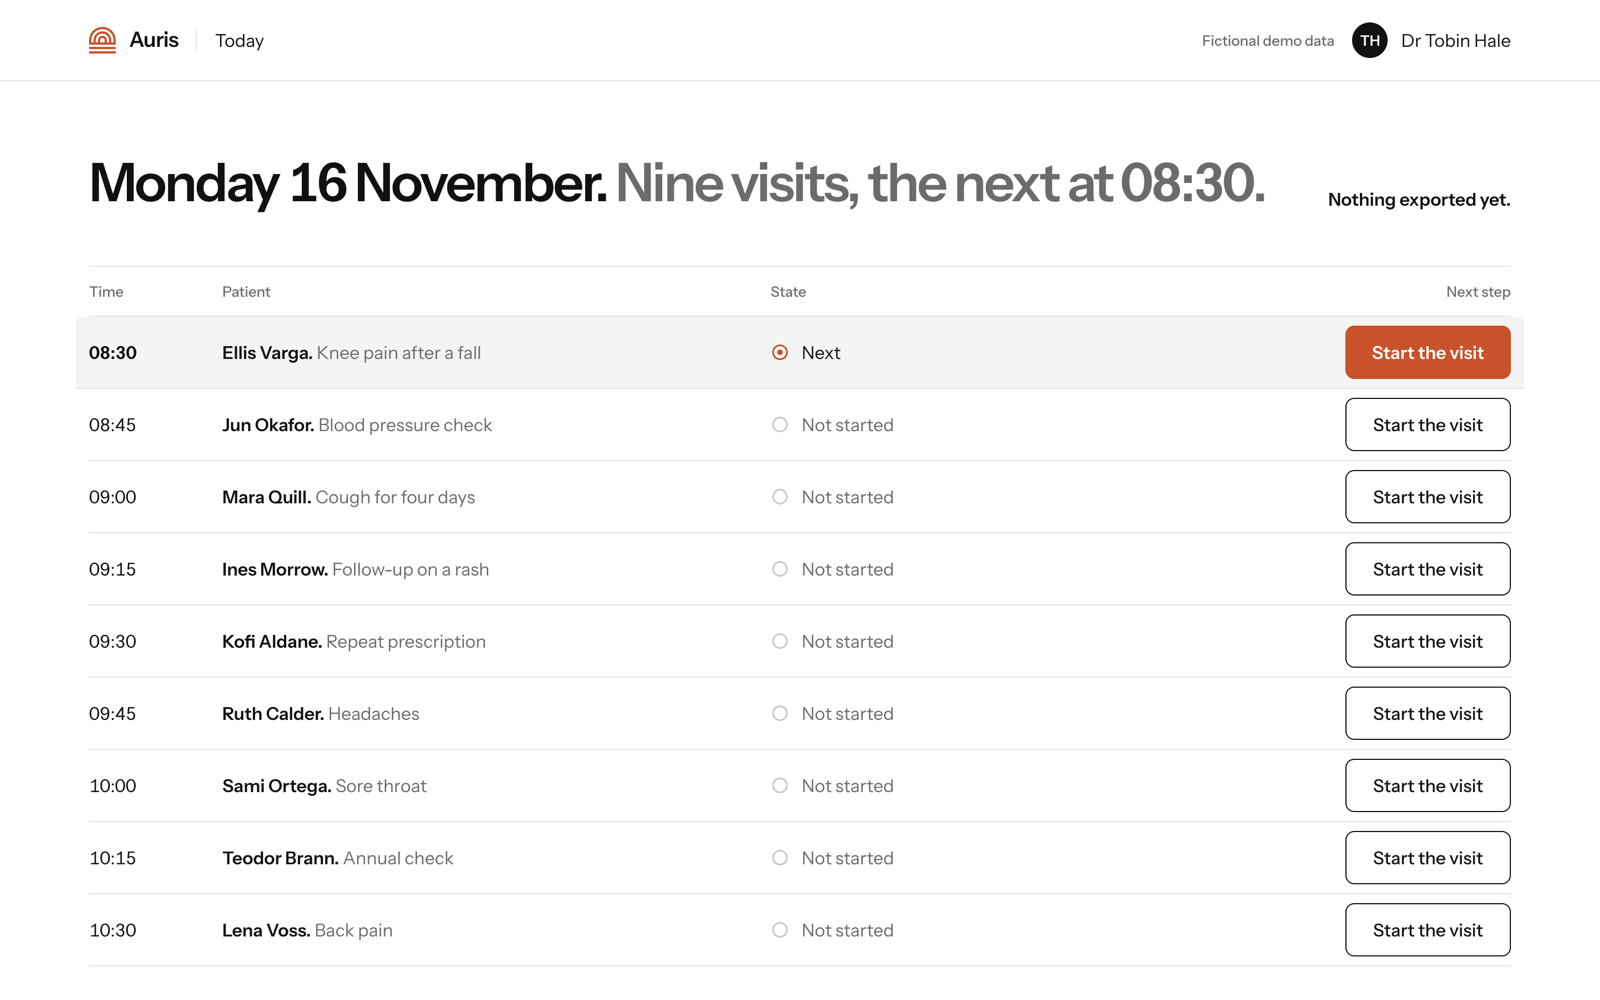 Auris
Today
Fictional demo data
TH
Dr Tobin Hale
Monday 16 November. Nine visits, the next at 08:30.
Nothing exported yet.
Time Patient State Next step
08:30 Ellis Varga. Knee pain after a fall Next Start the visit
08:45 Jun Okafor. Blood pressure check Not started Start the visit
09:00 Mara Quill. Cough for four days Not started Start the visit
09:15 Ines Morrow. Follow-up on a rash Not started Start the visit
09:30 Kofi Aldane. Repeat prescription Not started Start the visit
09:45 Ruth Calder. Headaches Not started Start the visit
10:00 Sami Ortega. Sore throat Not started Start the visit
10:15 Teodor Brann. Annual check Not started Start the visit
10:30 Lena Voss. Back pain Not started Start the visit